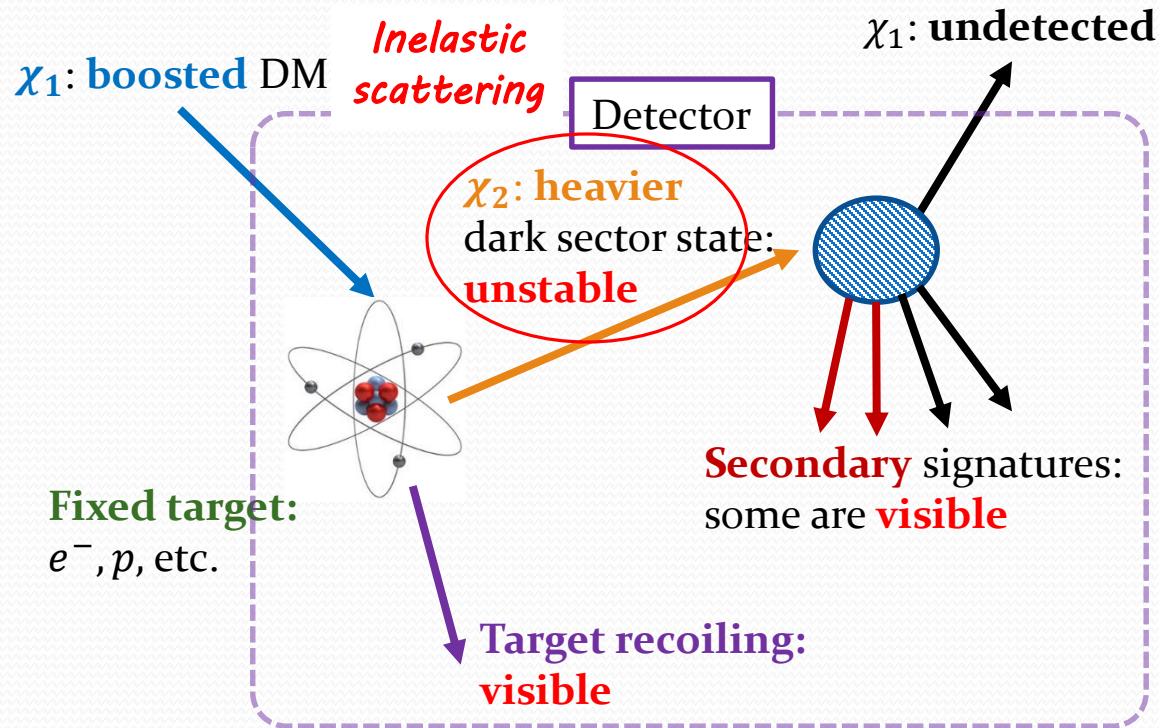 Inelastic
scattering
χ₁: undetected
χ₁: boosted DM
Detector
χ₂: heavier
dark sector state:
unstable
Secondary signatures:
some are visible
Fixed target:
e⁻, p, etc.
Target recoiling:
visible